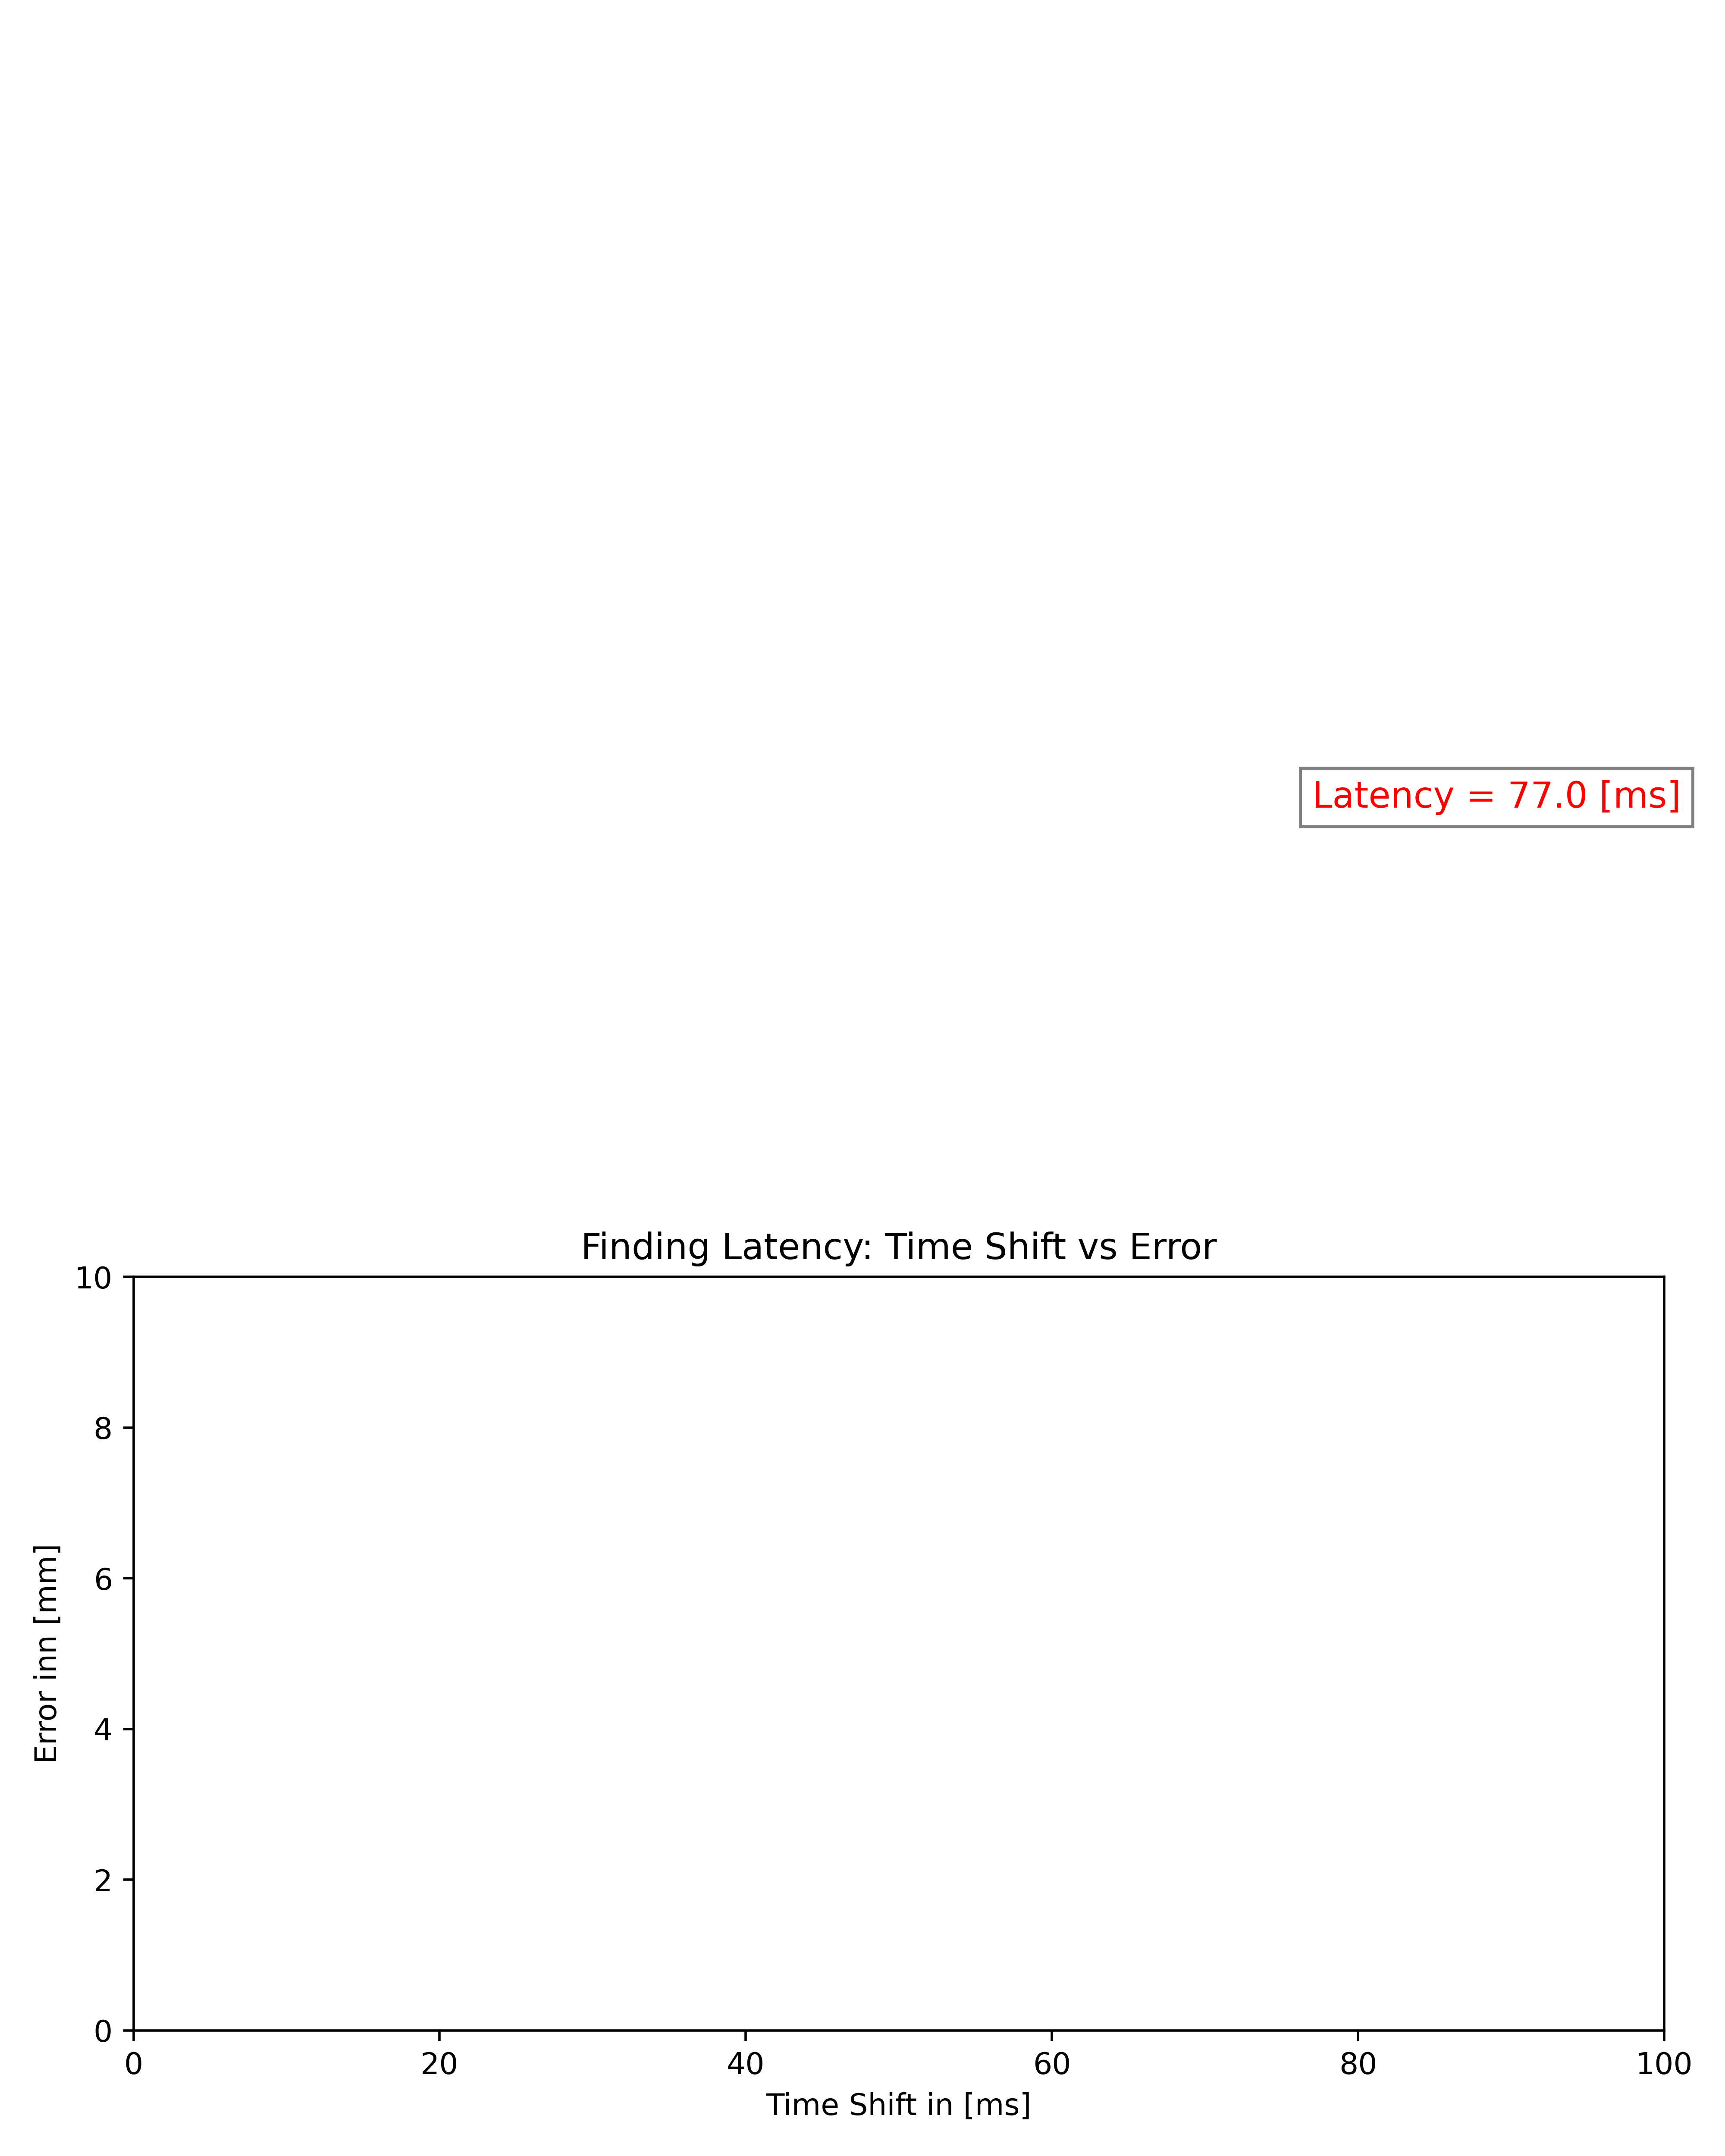 Latency = 77.0 [ms]
Finding Latency: Time Shift vs Error
10
8
6
4
2
0
Error inn [mm]
0 20 40 60 80 100
Time Shift in [ms]